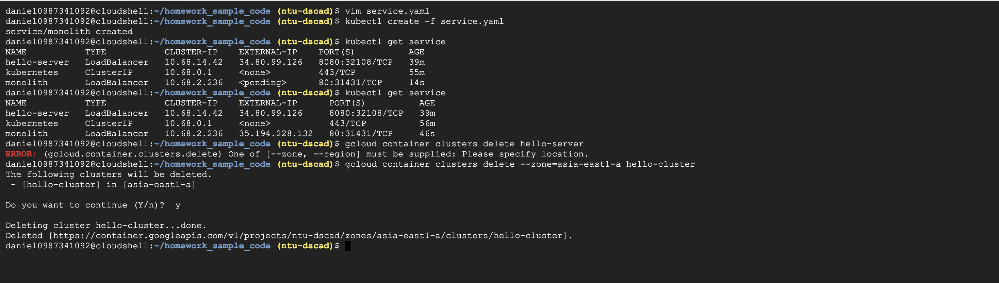 daniel0987341092@cloudshell:~/homework_sample_code (ntu-dscad)$ vim service.yaml
daniel0987341092@cloudshell:~/homework_sample_code (ntu-dscad)$ kubectl create -f service.yaml
service/monolith created
daniel0987341092@cloudshell:~/homework_sample_code (ntu-dscad)$ kubectl get service
NAME           TYPE           CLUSTER-IP    EXTERNAL-IP    PORT(S)          AGE
hello-server   LoadBalancer   10.68.14.42   34.80.99.126   8080:32108/TCP   39m
kubernetes     ClusterIP      10.68.0.1     <none>         443/TCP          55m
monolith       LoadBalancer   10.68.2.236   <pending>      80:31431/TCP     14s
daniel0987341092@cloudshell:~/homework_sample_code (ntu-dscad)$ kubectl get service
NAME           TYPE           CLUSTER-IP    EXTERNAL-IP      PORT(S)          AGE
hello-server   LoadBalancer   10.68.14.42   34.80.99.126     8080:32108/TCP   39m
kubernetes     ClusterIP      10.68.0.1     <none>           443/TCP          56m
monolith       LoadBalancer   10.68.2.236   35.194.228.132   80:31431/TCP     46s
daniel0987341092@cloudshell:~/homework_sample_code (ntu-dscad)$ gcloud container clusters delete hello-server
ERROR: (gcloud.container.clusters.delete) One of [--zone, --region] must be supplied: Please specify location.
daniel0987341092@cloudshell:~/homework_sample_code (ntu-dscad)$ gcloud container clusters delete --zone=asia-east1-a hello-cluster
The following clusters will be deleted.
 - [hello-cluster] in [asia-east1-a]
Do you want to continue (Y/n)?  y
Deleting cluster hello-cluster...done.
Deleted [https://container.googleapis.com/v1/projects/ntu-dscad/zones/asia-east1-a/clusters/hello-cluster].
daniel0987341092@cloudshell:~/homework_sample_code (ntu-dscad)$